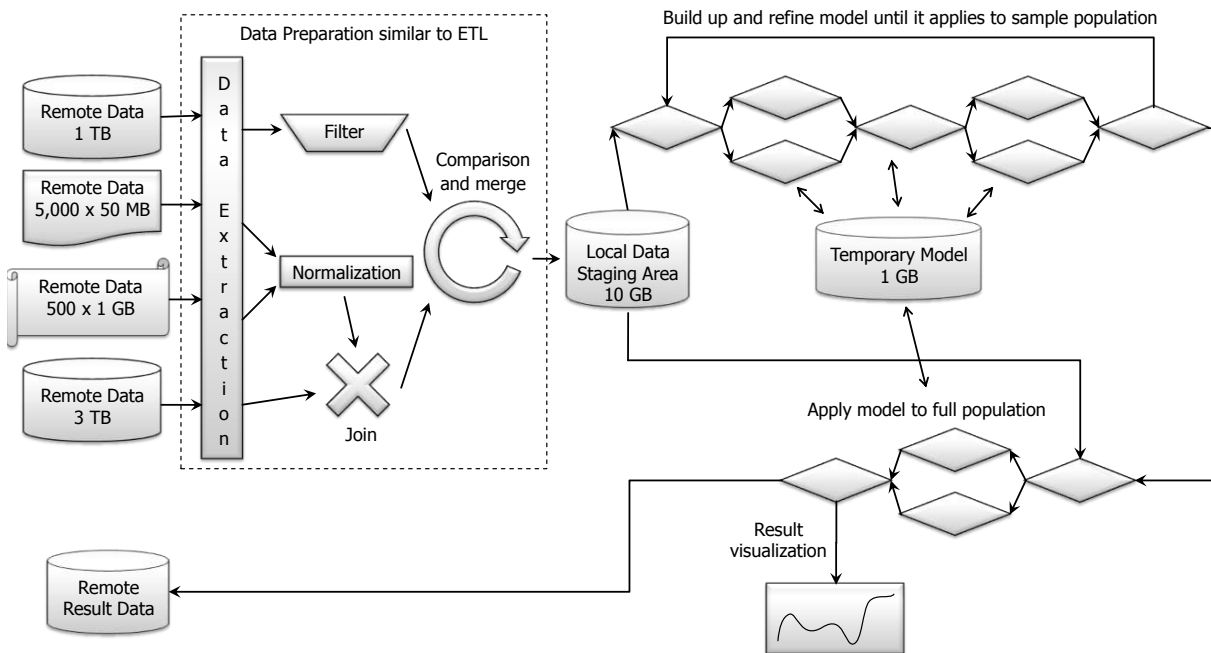 Build up and refine model until it applies to sample population
Data Preparation similar to ETL
Remote Data
1 TB
Remote Data
5,000 x 50 MB
Remote Data
500 x 1 GB
Remote Data
3 TB
Data Extraction
Filter
Normalization
Join
Comparison
and merge
Local Data
Staging Area
10 GB
Temporary Model
1 GB
Apply model to full population
Result
visualization
Remote
Result Data